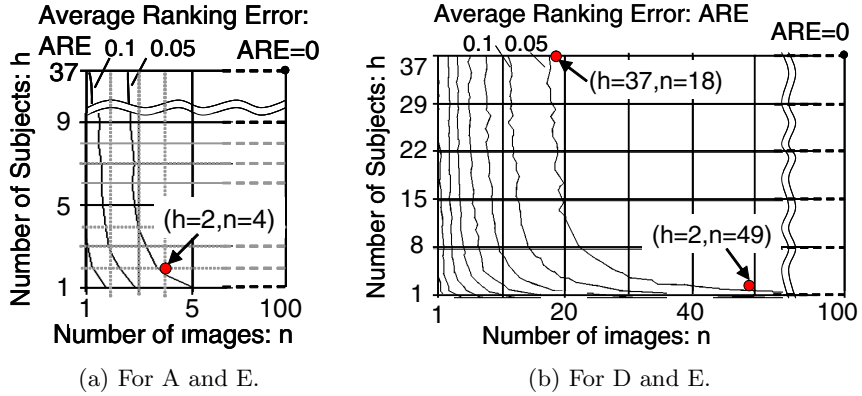 Average Ranking Error:
ARE 0.1 0.05 ARE=0
37
9
5
1
Number of Subjects: h
(h=2,n=4)
1 5 100
Number of images: n
(a) For A and E.
Average Ranking Error: ARE
ARE=0
0.1 0.05
37
29
22
15
8
1
Number of Subjects: h
(h=37,n=18)
(h=2,n=49)
1 20 40 100
Number of images: n
(b) For D and E.